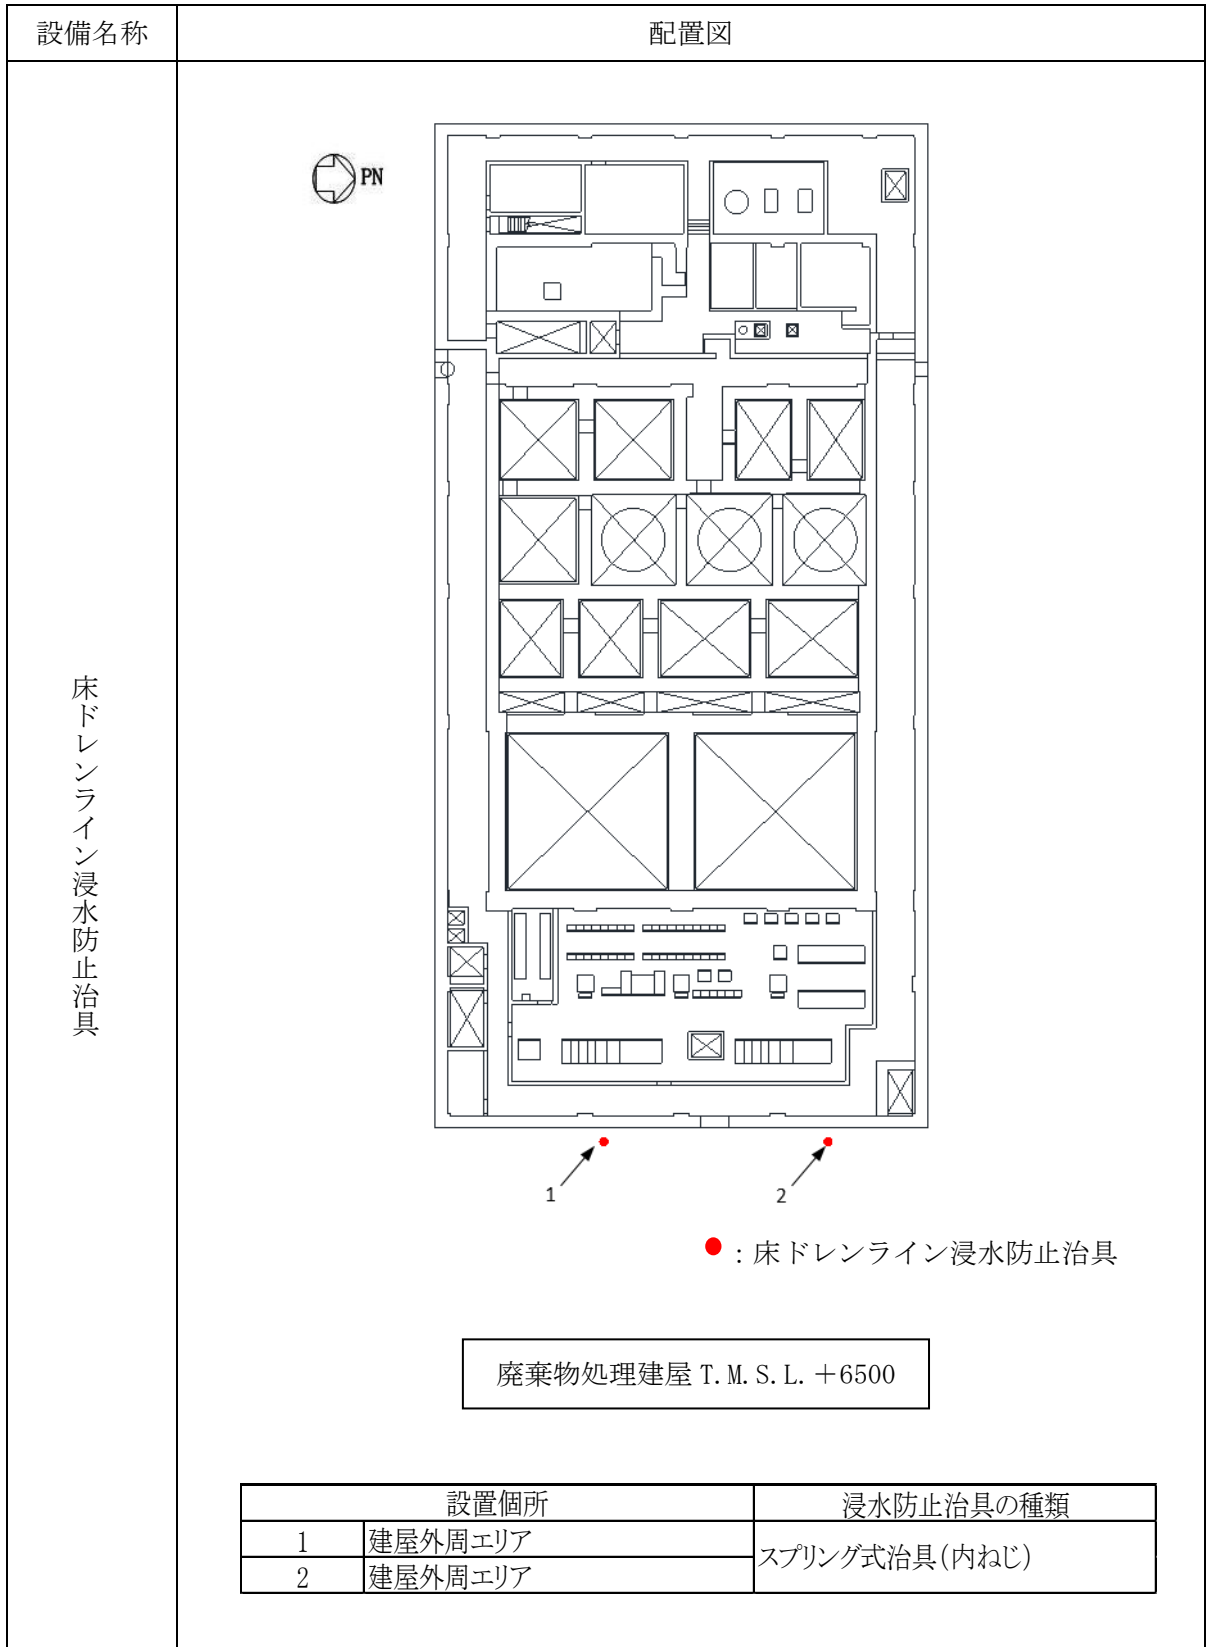 設備名称
配置図
PN
床ドレンライン浸水防止治具
1
2
：床ドレンライン浸水防止治具
廃棄物処理建屋 T.M.S.L.＋6500
設置個所 浸水防止治具の種類
1 建屋外周エリア スプリング式治具(内ねじ)
2 建屋外周エリア